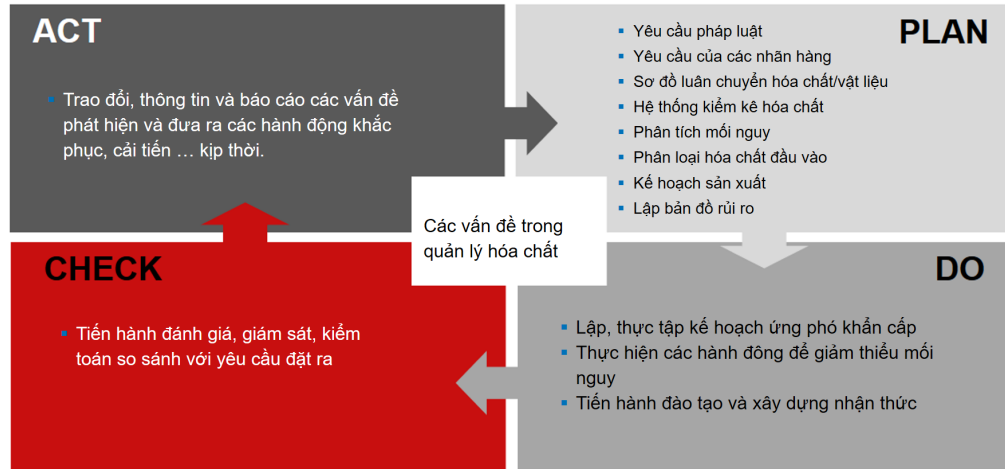 ACT
Trao đổi, thông tin và báo cáo các vấn đề
phát hiện và đưa ra các hành động khắc
phục, cải tiến … kịp thời.
PLAN
Yêu cầu pháp luật
Yêu cầu của các nhãn hàng
Sơ đồ luân chuyển hóa chất/vật liệu
Hệ thống kiểm kê hóa chất
Phân tích mối nguy
Phân loại hóa chất đầu vào
Kế hoạch sản xuất
Lập bản đồ rủi ro
Các vấn đề trong
quản lý hóa chất
CHECK
Tiến hành đánh giá, giám sát, kiểm
toán so sánh với yêu cầu đặt ra
DO
Lập, thực tập kế hoạch ứng phó khẩn cấp
Thực hiện các hành đông để giảm thiểu mối
nguy
Tiến hành đào tạo và xây dựng nhận thức